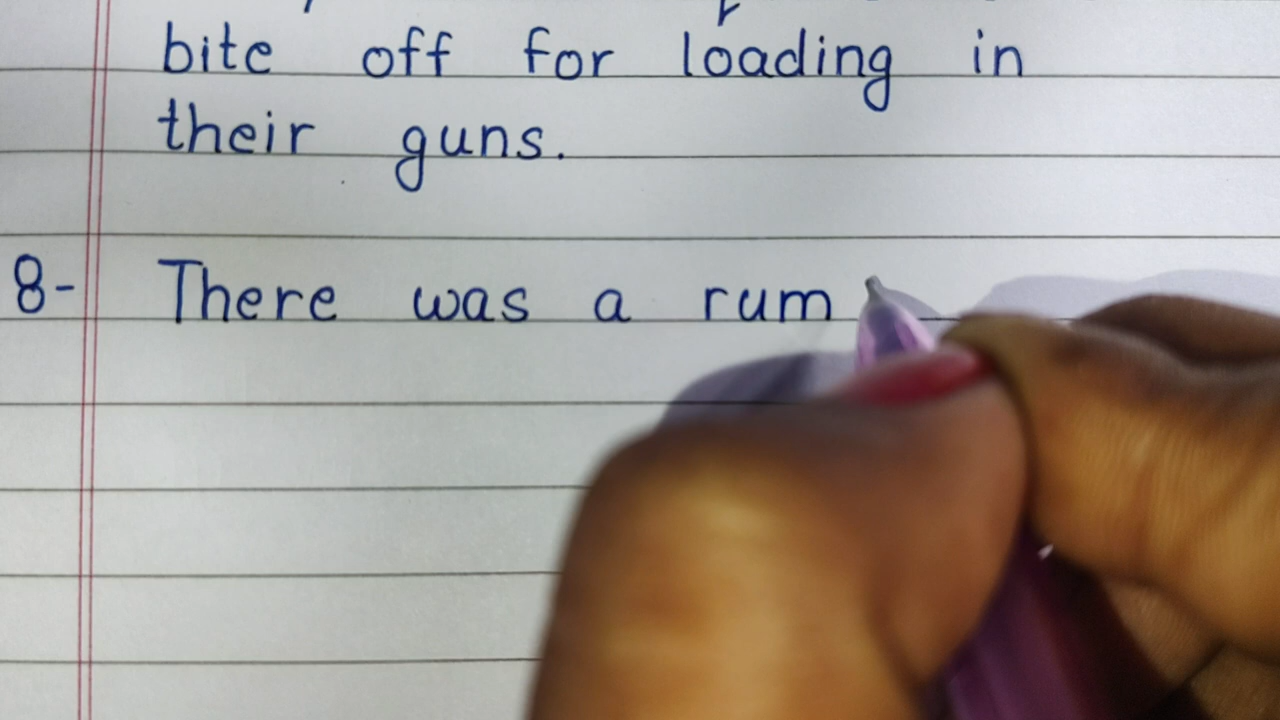 bite off for loading in
their guns.
8- There was a rum